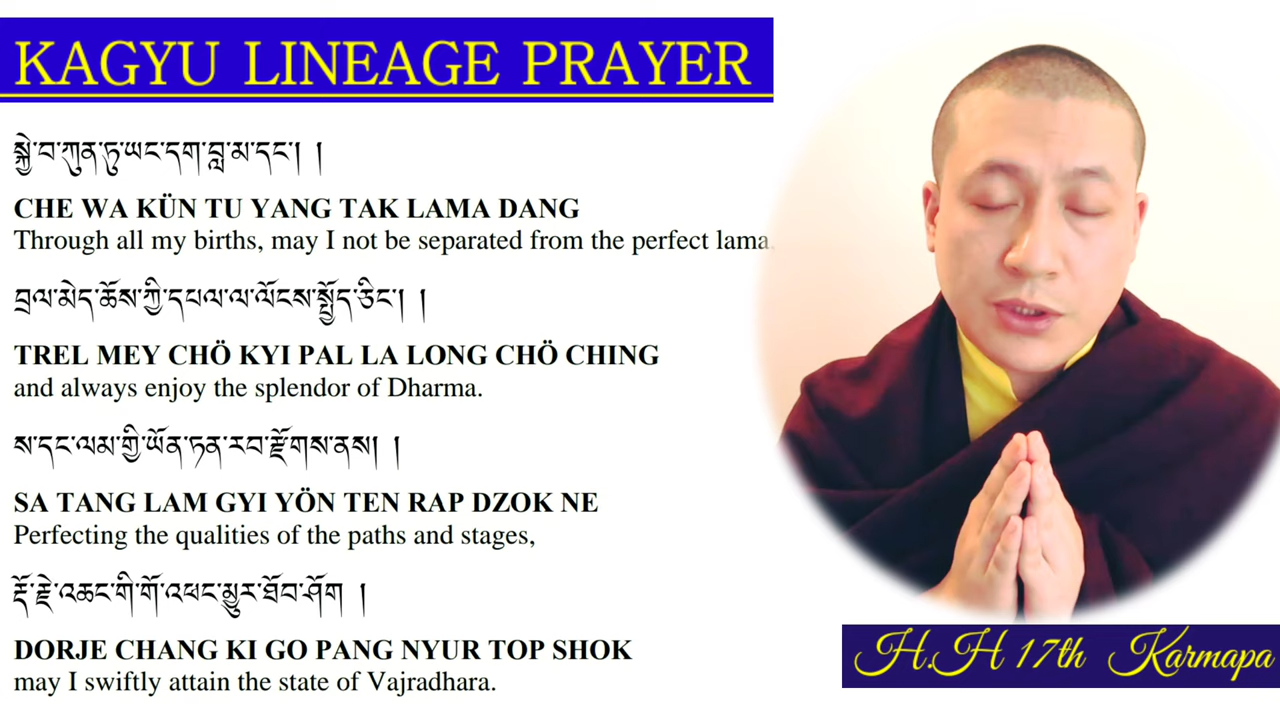 KAGYU LINEAGE PRAYER
སྐྱེ་བ་ཀུན་ཏུ་ཡང་དག་བླ་མ་དང་། །
CHE WA KÜN TU YANG TAK LAMA DANG
Through all my births, may I not be separated from the perfect lama,
བྲལ་མེད་ཆོས་ཀྱི་དཔལ་ལ་ལོངས་སྤྱོད་ཅིང་། །
TREL MEY CHÖ KYI PAL LA LONG CHÖ CHING
and always enjoy the splendor of Dharma.
ས་དང་ལམ་གྱི་ཡོན་ཏན་རབ་རྫོགས་ནས། །
SA TANG LAM GYI YÖN TEN RAP DZOK NE
Perfecting the qualities of the paths and stages,
རྡོ་རྗེ་འཆང་གི་གོ་འཕང་མྱུར་ཐོབ་ཤོག །
DORJE CHANG KI GO PANG NYUR TOP SHOK
may I swiftly attain the state of Vajradhara.
H.H 17th Karmapa